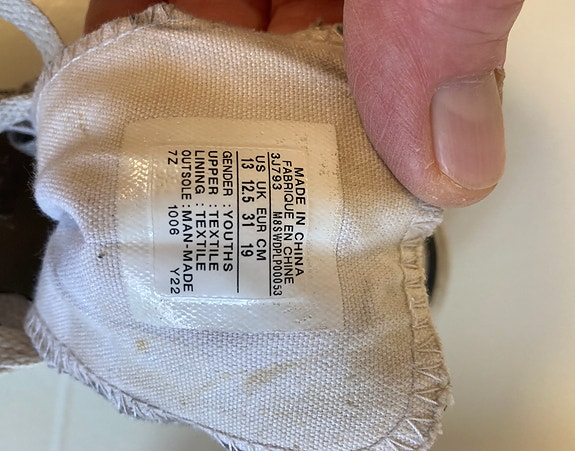 MADE IN CHINA
FABRIQUE EN CHINE
3J793 M8SWDPLP00053
US UK EUR CM
13 12.5 31 19
GENDER : YOUTHS
UPPER : TEXTILE
LINING : TEXTILE
OUTSOLE : MAN-MADE
7Z 1006 Y22